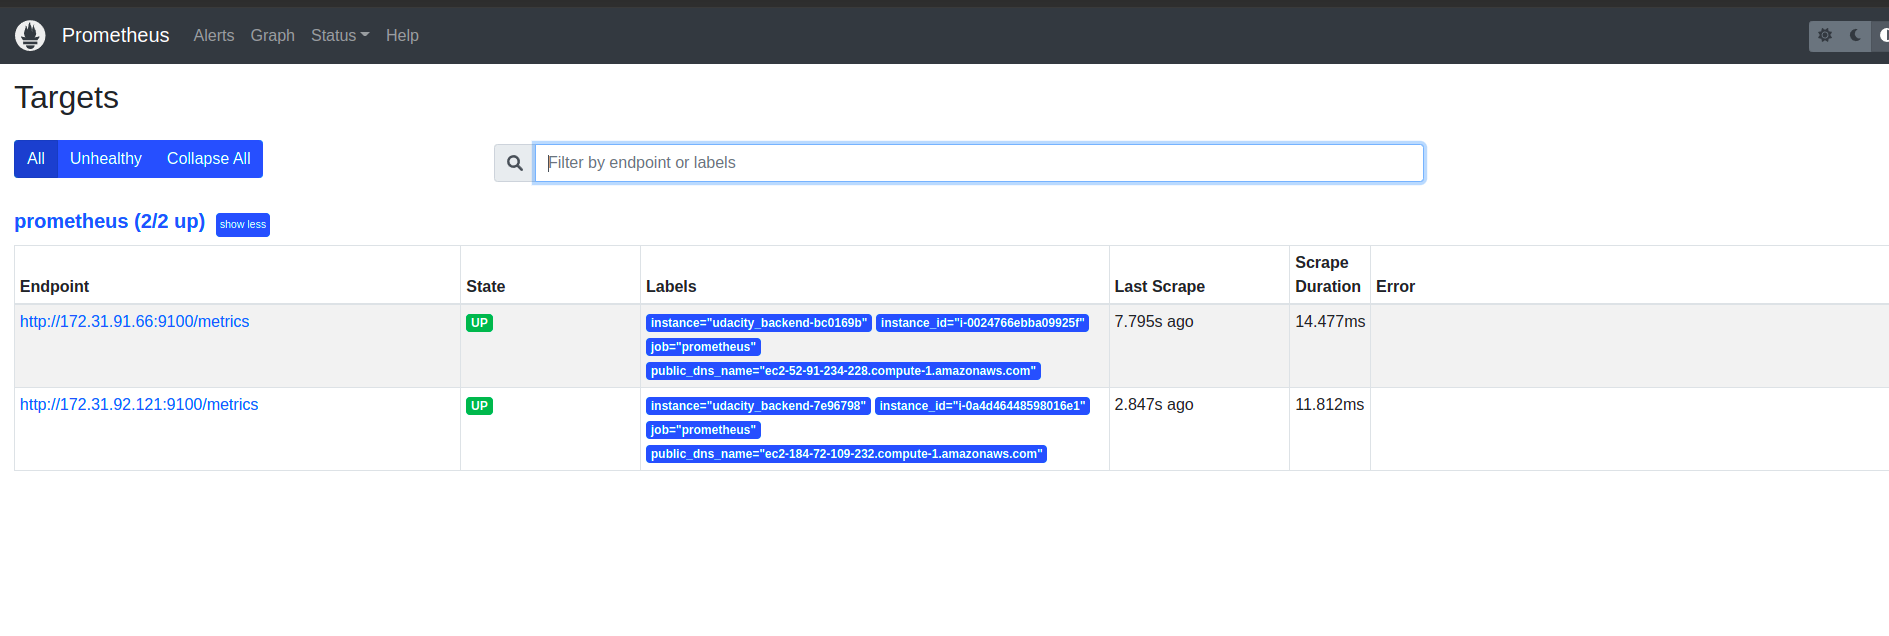 Prometheus Alerts Graph Status Help
Targets
All Unhealthy Collapse All
Filter by endpoint or labels
prometheus (2/2 up) show less
Endpoint State Labels Last Scrape Scrape Duration Error
http://172.31.91.66:9100/metrics UP instance="udacity_backend-bc0169b" instance_id="i-0024766ebba09925f" 7.795s ago 14.477ms
job="prometheus"
public_dns_name="ec2-52-91-234-228.compute-1.amazonaws.com"
http://172.31.92.121:9100/metrics UP instance="udacity_backend-7e96798" instance_id="i-0a4d46448598016e1" 2.847s ago 11.812ms
job="prometheus"
public_dns_name="ec2-184-72-109-232.compute-1.amazonaws.com"